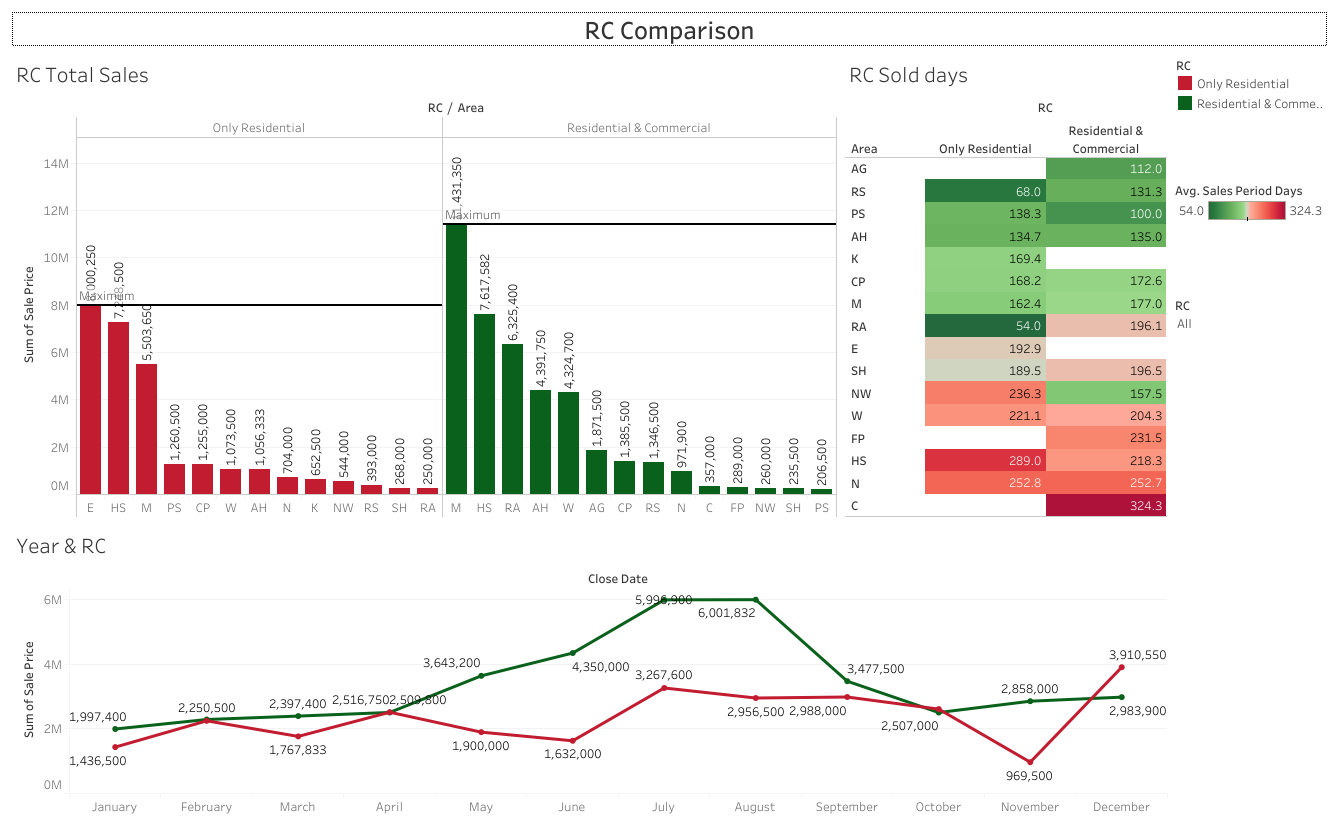 RC Comparison
RC Total Sales
RC / Area
Only Residential
Residential & Commercial
Sum of Sale Price
14M
12M
10M
8M
6M
4M
2M
0M
Maximum
Maximum
5,503,650
1,260,500
1,255,000
1,073,500
1,056,333
704,000
652,500
544,000
393,000
268,000
250,000
7,617,582
6,325,400
4,391,750
4,324,700
1,871,500
1,385,500
1,346,500
971,900
357,000
289,000
260,000
235,500
206,500
E HS M PS CP W AH N K NW RS SH RA
M HS RA AH W AG CP RS N C FP NW SH PS
RC Sold days
RC
Area Only Residential Residential & Commercial
AG 112.0
RS 68.0 131.3
PS 138.3 100.0
AH 134.7 135.0
K 169.4
CP 168.2 172.6
M 162.4 177.0
RA 54.0 196.1
E 192.9
SH 189.5 196.5
NW 236.3 157.5
W 221.1 204.3
FP 231.5
HS 289.0 218.3
N 252.8 252.7
C 324.3
RC
Only Residential
Residential & Comme..
Avg. Sales Period Days
54.0 324.3
RC
All
Year & RC
Close Date
Sum of Sale Price
6M
4M
2M
0M
1,997,400
1,436,500
2,250,500
2,397,400
1,767,833
2,516,750
2,509,800
3,643,200
1,900,000
4,350,000
1,632,000
3,267,600
6,001,832
2,956,500
3,477,500
2,988,000
2,507,000
2,858,000
969,500
3,910,550
2,983,900
January February March April May June July August September October November December